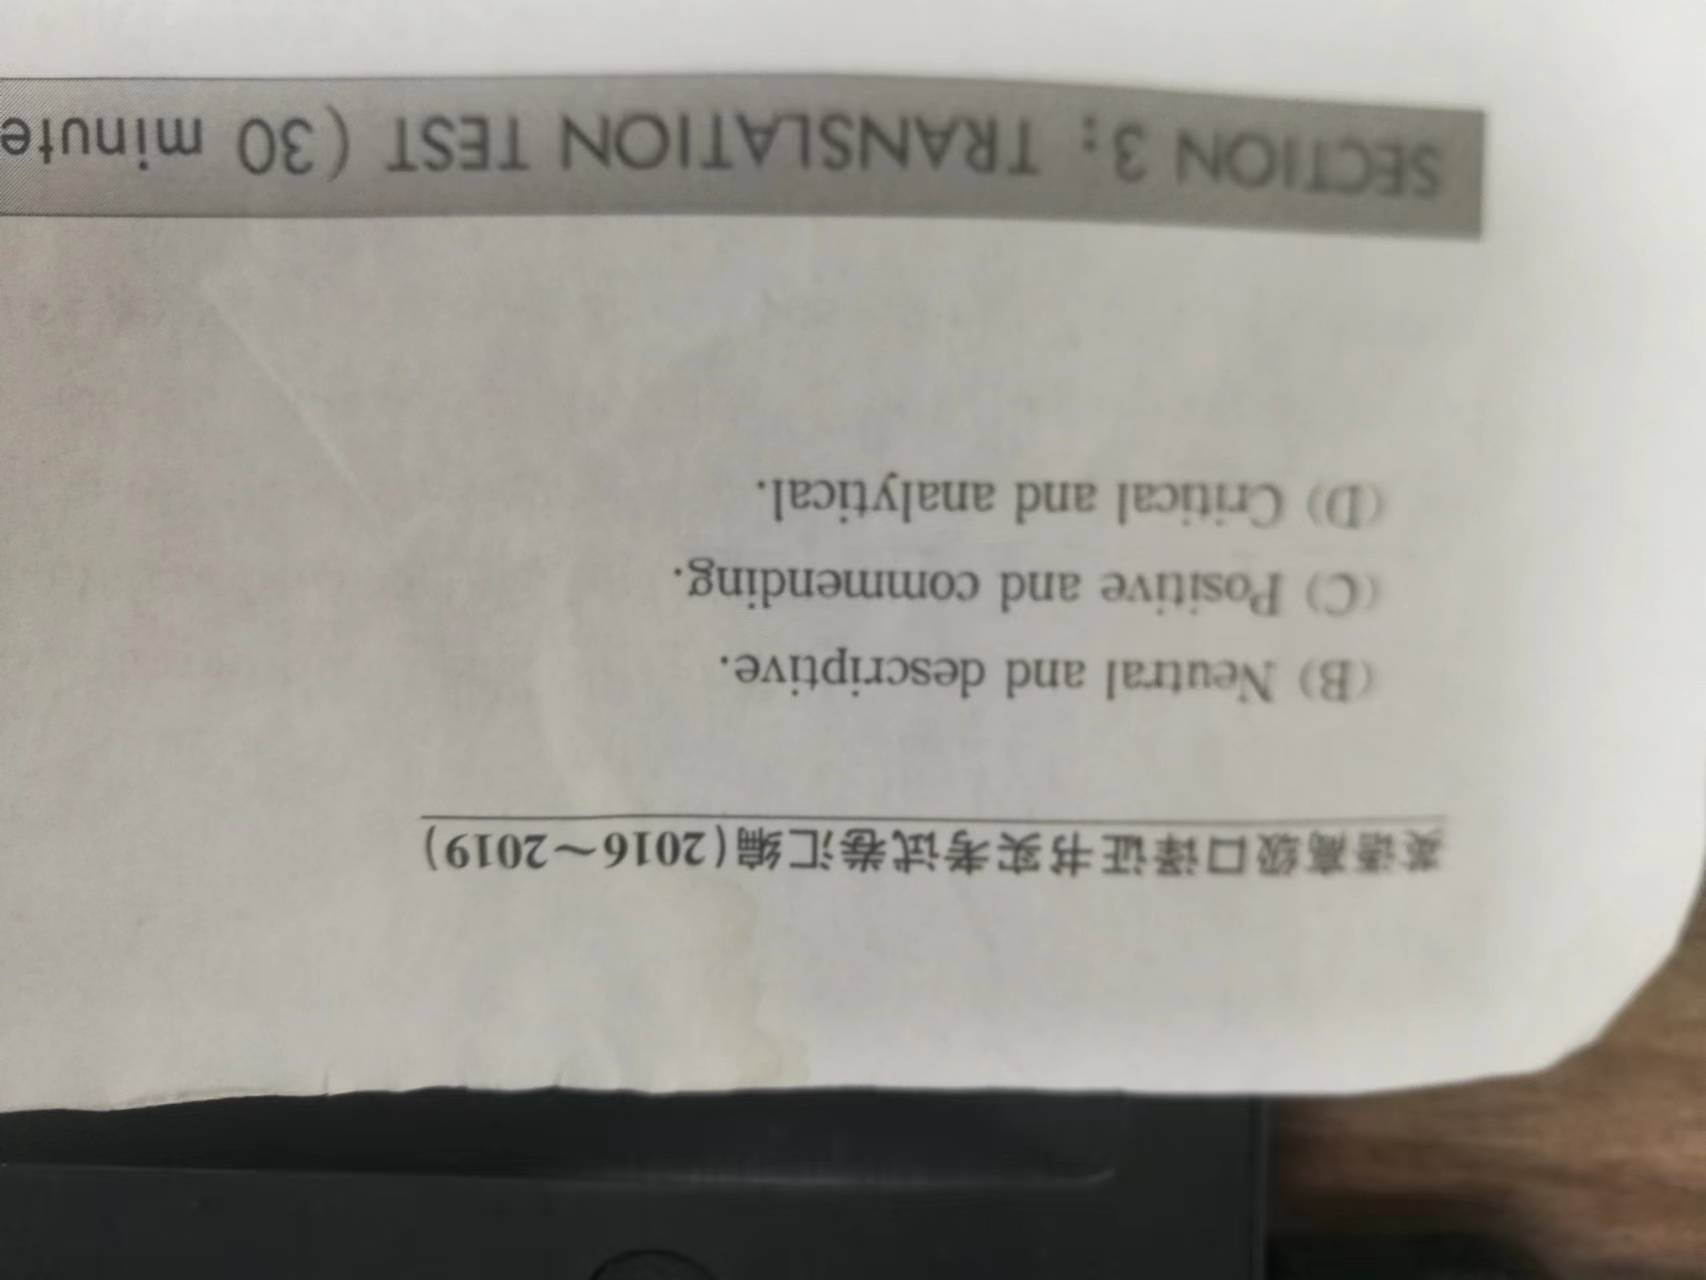 英语高级口译证书实考试卷汇编(2016～2019)
(B) Neutral and descriptive.
(C) Positive and commending.
(D) Critical and analytical.
SECTION 3: TRANSLATION TEST (30 minute